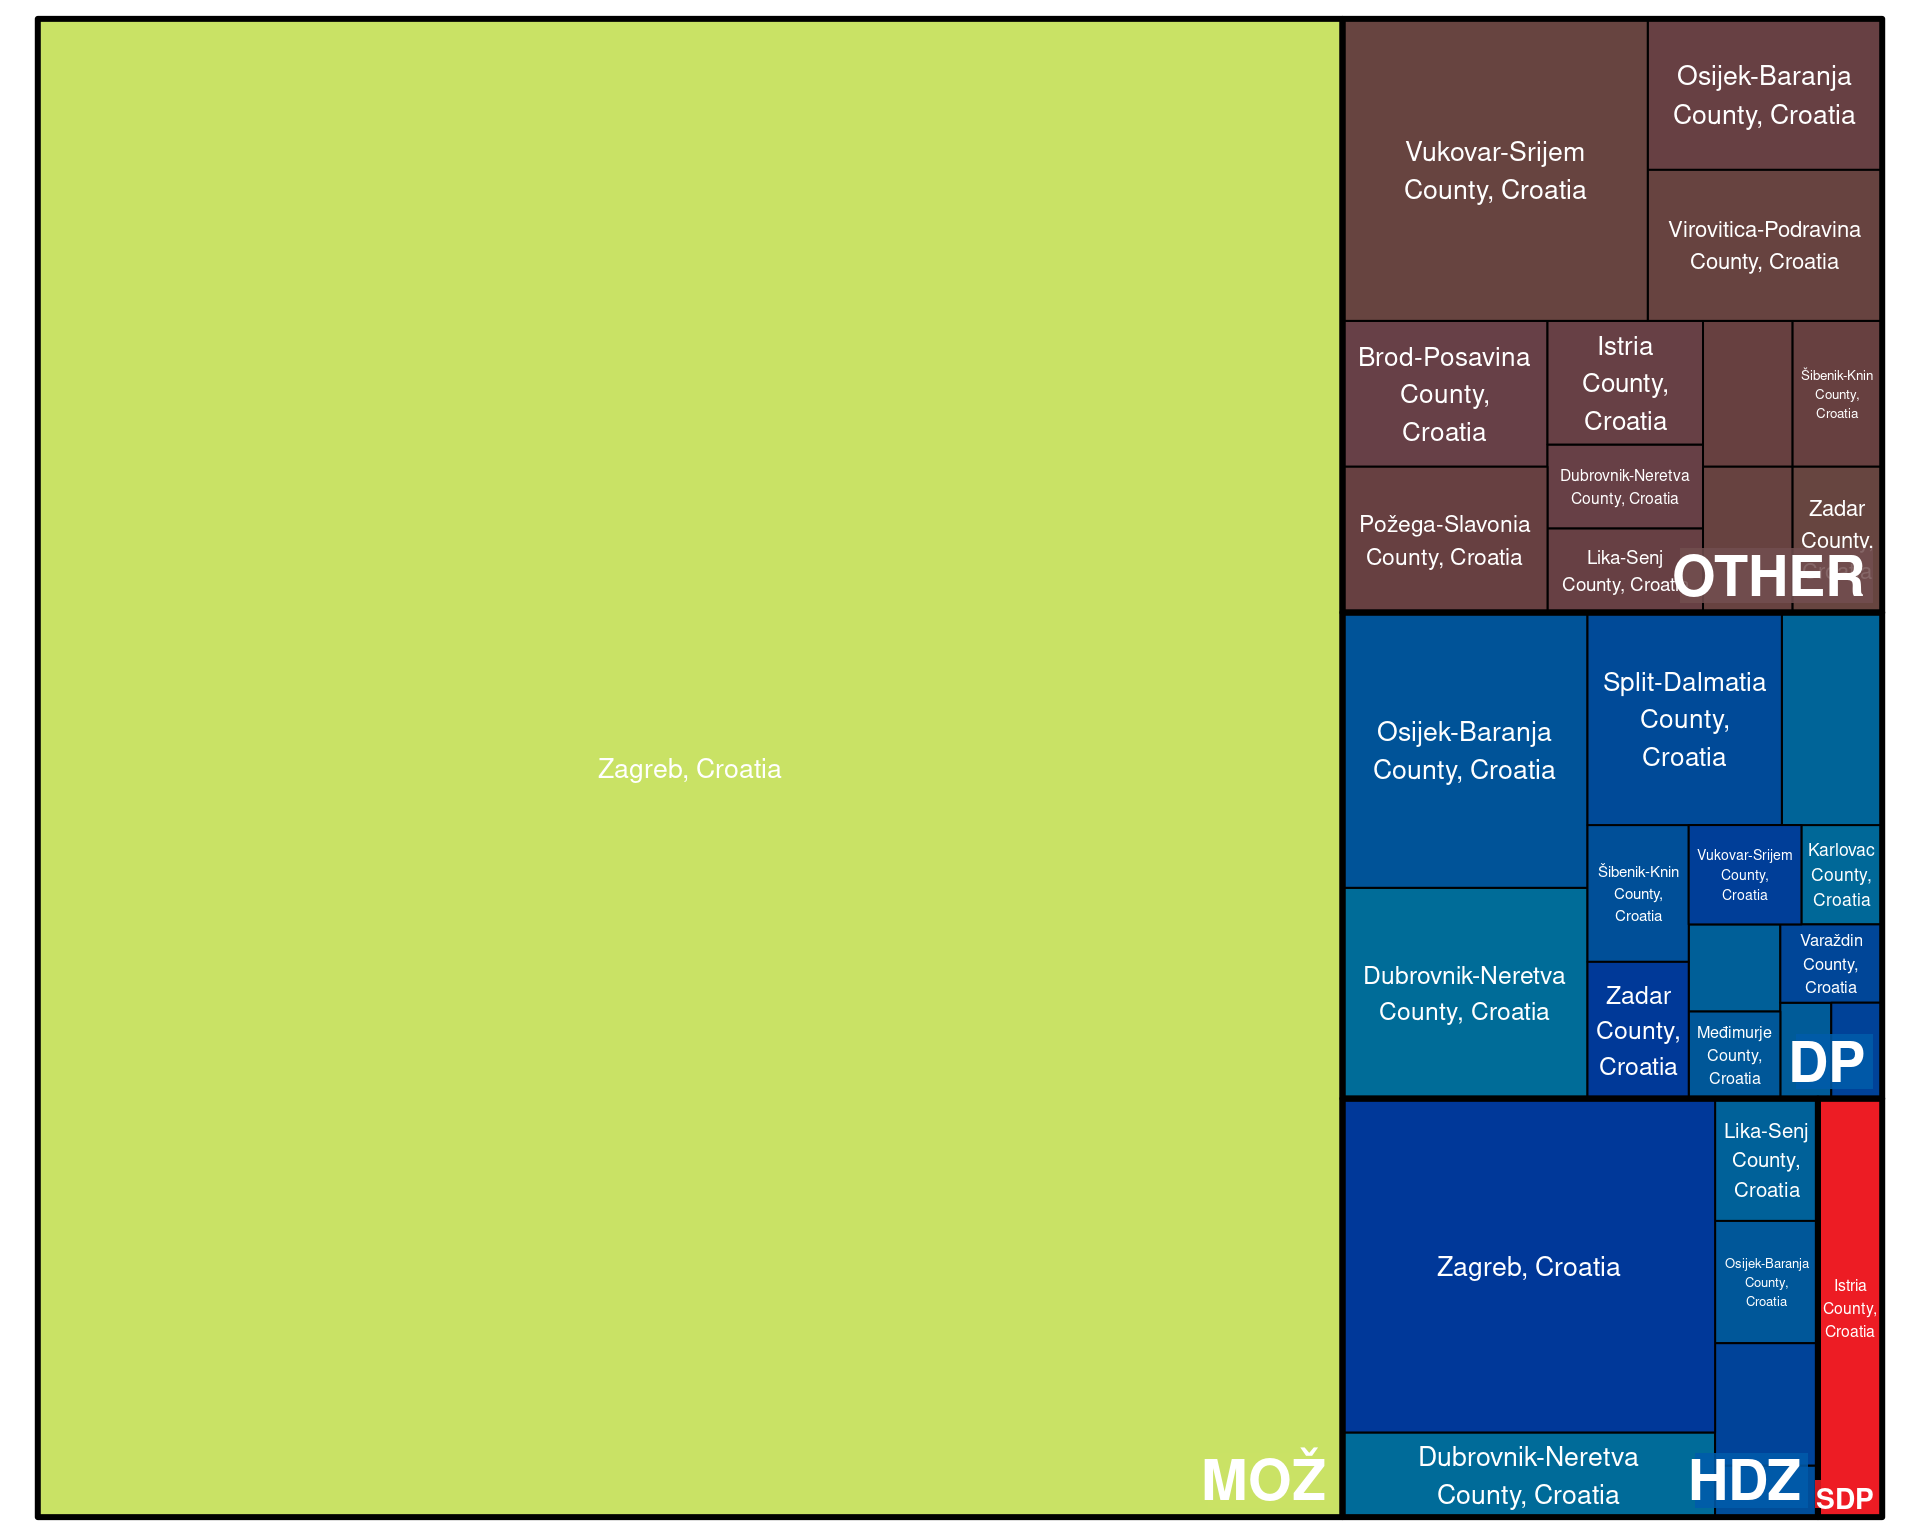 Zagreb, Croatia
MOŽ
Vukovar-Srijem
County, Croatia
Osijek-Baranja
County, Croatia
Virovitica-Podravina
County, Croatia
Brod-Posavina
County,
Croatia
Istria
County,
Croatia
Šibenik-Knin
County,
Croatia
Dubrovnik-Neretva
County, Croatia
Požega-Slavonia
County, Croatia
Lika-Senj
County, Croatia
Zadar
County,
Croatia
OTHER
Osijek-Baranja
County, Croatia
Split-Dalmatia
County,
Croatia
Dubrovnik-Neretva
County, Croatia
Šibenik-Knin
County,
Croatia
Vukovar-Srijem
County,
Croatia
Karlovac
County,
Croatia
Zadar
County,
Croatia
Varaždin
County,
Croatia
Međimurje
County,
Croatia
DP
Zagreb, Croatia
Lika-Senj
County,
Croatia
Osijek-Baranja
County,
Croatia
Dubrovnik-Neretva
County, Croatia
HDZ
Istria
County,
Croatia
SDP